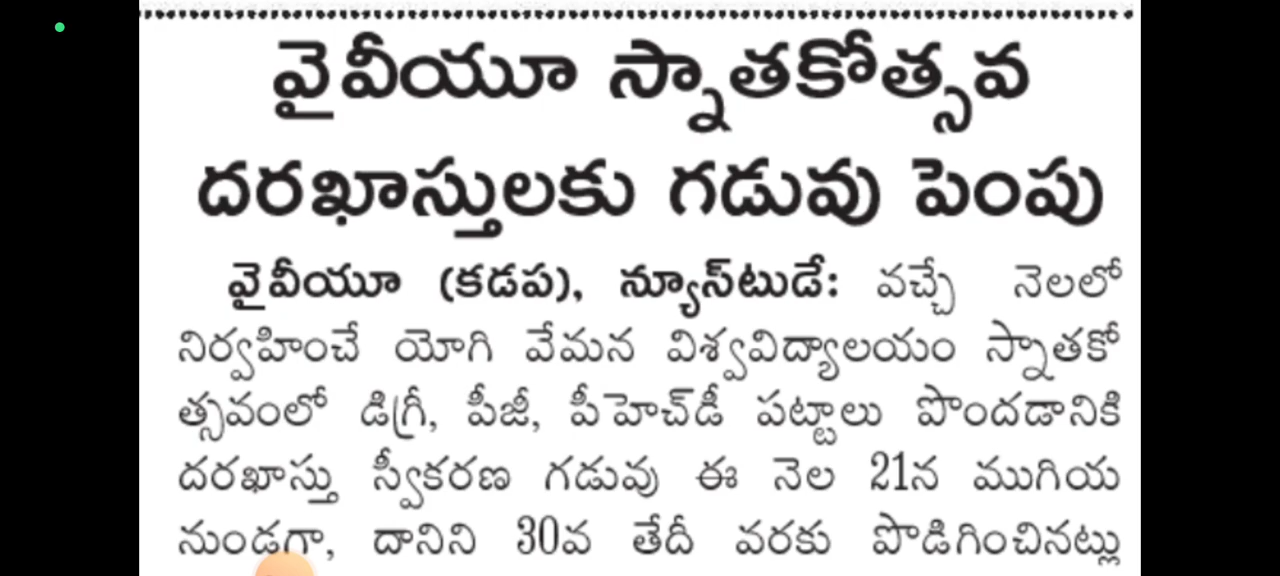 వైవీయూ స్నాతకోత్సవ
దరఖాస్తులకు గడువు పెంపు
వైవీయూ (కడప), న్యూస్‌టుడే: వచ్చే నెలలో
నిర్వహించే యోగి వేమన విశ్వవిద్యాలయం స్నాతకో
త్సవంలో డిగ్రీ, పీజీ, పీహెచ్‌డీ పట్టాలు పొందడానికి
దరఖాస్తు స్వీకరణ గడువు ఈ నెల 21న ముగియ
నుండగా, దానిని 30వ తేదీ వరకు పొడిగించినట్లు